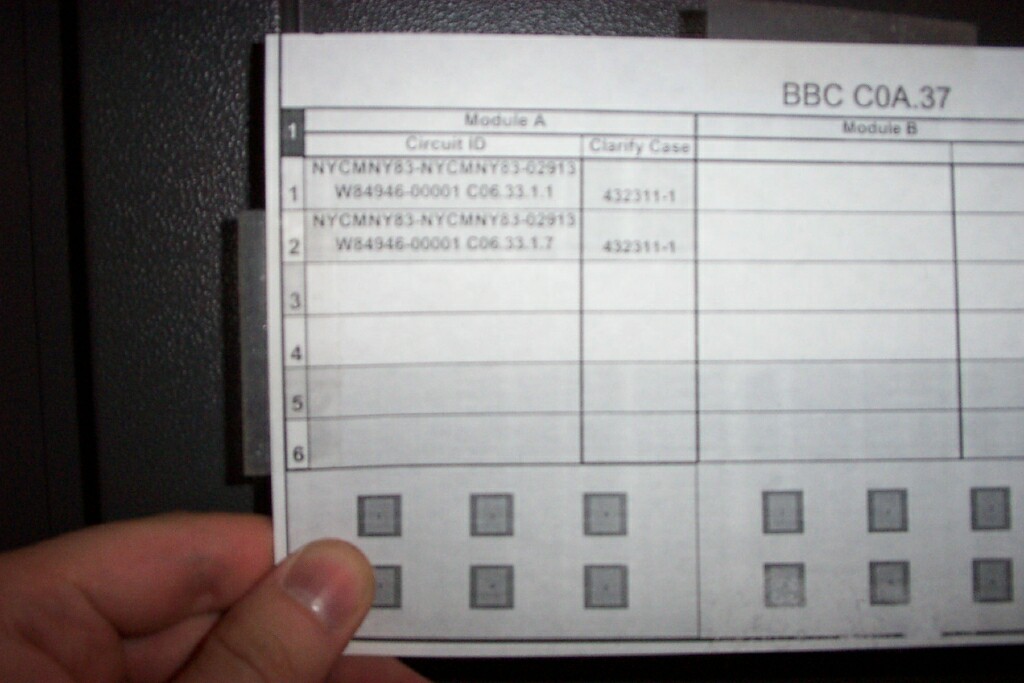 BBC C0A.37
1
Module A
Module B
Circuit ID
Clarify Case
1
NYCMNY83-NYCMNY83-02913
W84946-00001 C06.33.1.1
432311-1
2
NYCMNY83-NYCMNY83-02913
W84946-00001 C06.33.1.7
432311-1
3
4
5
6